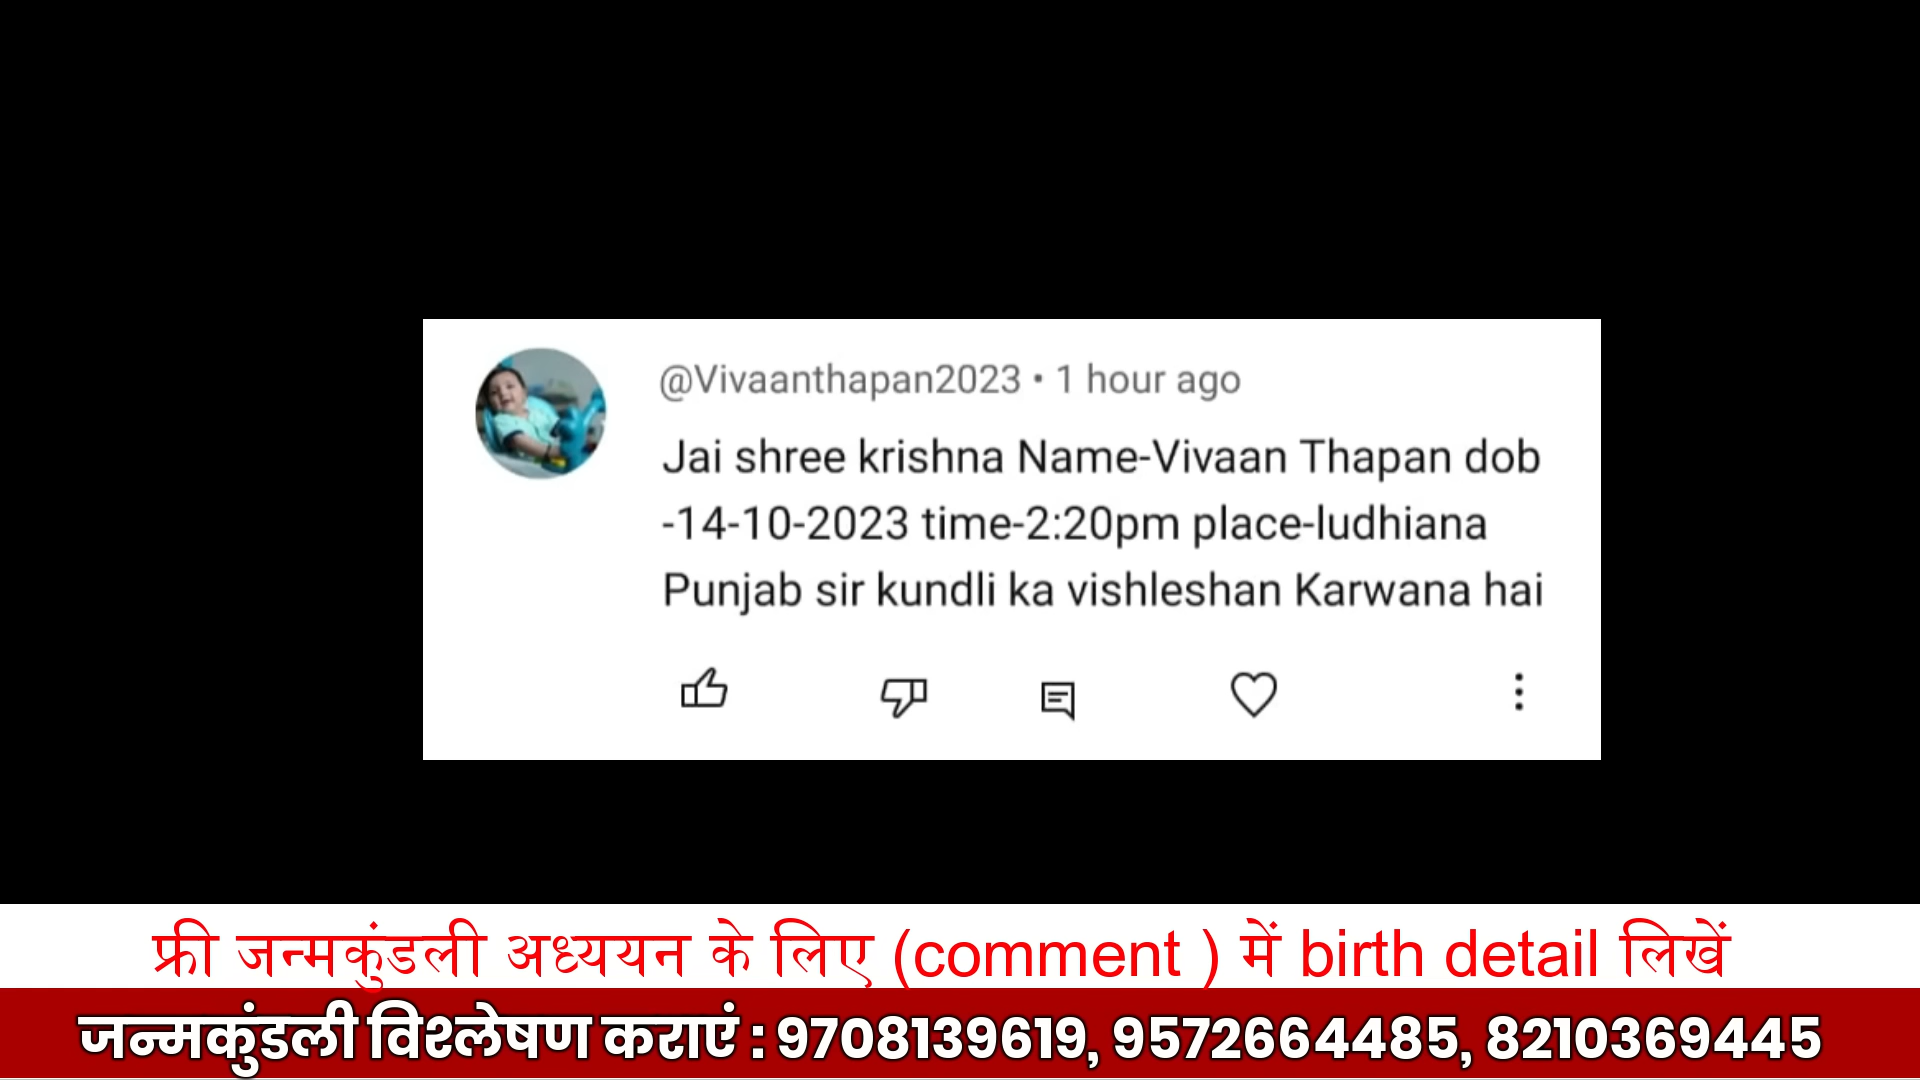 @Vivaanthapan2023 • 1 hour ago
Jai shree krishna Name-Vivaan Thapan dob
-14-10-2023 time-2:20pm place-ludhiana
Punjab sir kundli ka vishleshan Karwana hai
फ्री जन्मकुंडली अध्ययन के लिए (comment ) में birth detail लिखें
जन्मकुंडली विश्लेषण कराएं : 9708139619, 9572664485, 8210369445